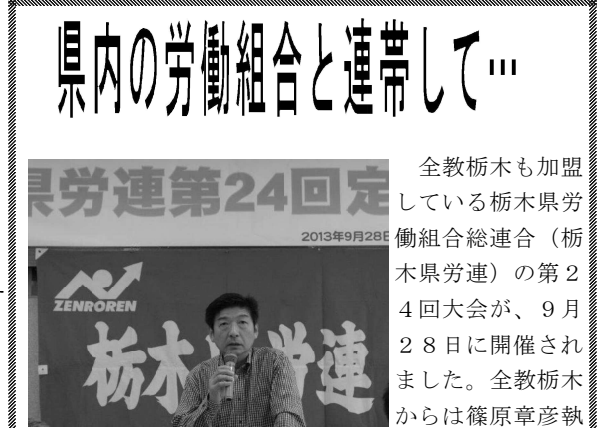 県内の労働組合と連帯して…
県労連第24回定
2013年9月28日
ZENROREN
栃木 労連
全教栃木も加盟
している栃木県労
働組合総連合（栃
木県労連）の第２
４回大会が、９月
２８日に開催され
ました。全教栃木
からは篠原章彦執